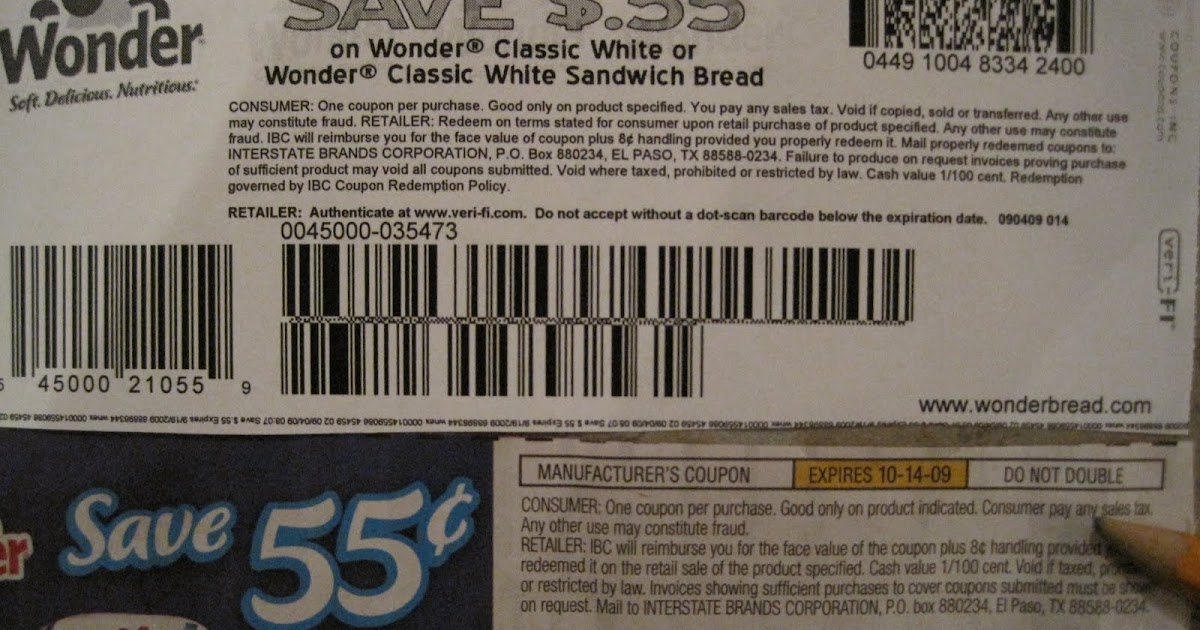 SAVE $.55
Wonder®
Soft. Delicious. Nutritious.
on Wonder® Classic White or
Wonder® Classic White Sandwich Bread
0449 1004 8334 2400
COUPONS INC
www.coupons.com
CONSUMER: One coupon per purchase. Good only on product specified. You pay any sales tax. Void if copied, sold or transferred. Any other use
may constitute fraud. RETAILER: Redeem on terms stated for consumer upon retail purchase of product specified. Any other use may constitute
fraud. IBC will reimburse you for the face value of coupon plus 8¢ handling provided you properly redeem it. Mail properly redeemed coupons to:
INTERSTATE BRANDS CORPORATION, P.O. Box 880234, EL PASO, TX 88588-0234. Failure to produce on request invoices proving purchase
of sufficient product may void all coupons submitted. Void where taxed, prohibited or restricted by law. Cash value 1/100 cent. Redemption
governed by IBC Coupon Redemption Policy.
RETAILER: Authenticate at www.veri-fi.com. Do not accept without a dot-scan barcode below the expiration date. 090409 014
0045000-035473
veri-fi
5 45000 21055 9
www.wonderbread.com
er
Save 55¢
MANUFACTURER'S COUPON EXPIRES 10-14-09 DO NOT DOUBLE
CONSUMER: One coupon per purchase. Good only on product indicated. Consumer pay any sales tax.
Any other use may constitute fraud.
RETAILER: IBC will reimburse you for the face value of the coupon plus 8¢ handling provided
redeemed it on the retail sale of the product specified. Cash value 1/100 cent. Void if taxed,
or restricted by law. Invoices showing sufficient purchases to cover coupons submitted must be
on request. Mail to INTERSTATE BRANDS CORPORATION, P.O. box 880234, El Paso, TX 88588-0234.